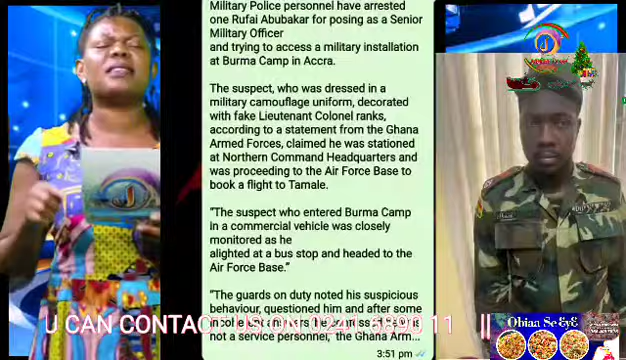 Military Police personnel have arrested
one Rufai Abubakar for posing as a Senior
Military Officer
and trying to access a military installation
at Burma Camp in Accra.
The suspect, who was dressed in a
military camouflage uniform, decorated
with fake Lieutenant Colonel ranks,
according to a statement from the Ghana
Armed Forces, claimed he was stationed
at Northern Command Headquarters and
was proceeding to the Air Force Base to
book a flight to Tamale.
"The suspect who entered Burma Camp
in a commercial vehicle was closely
monitored as he
alighted at a bus stop and headed to the
Air Force Base."
"The guards on duty noted his suspicious
behaviour, questioned him and after some
not a service personnel," the Ghana Arm...
3:51 pm
U CAN CONTACT US ON
11 ||
Obiaa Se Eyɛ